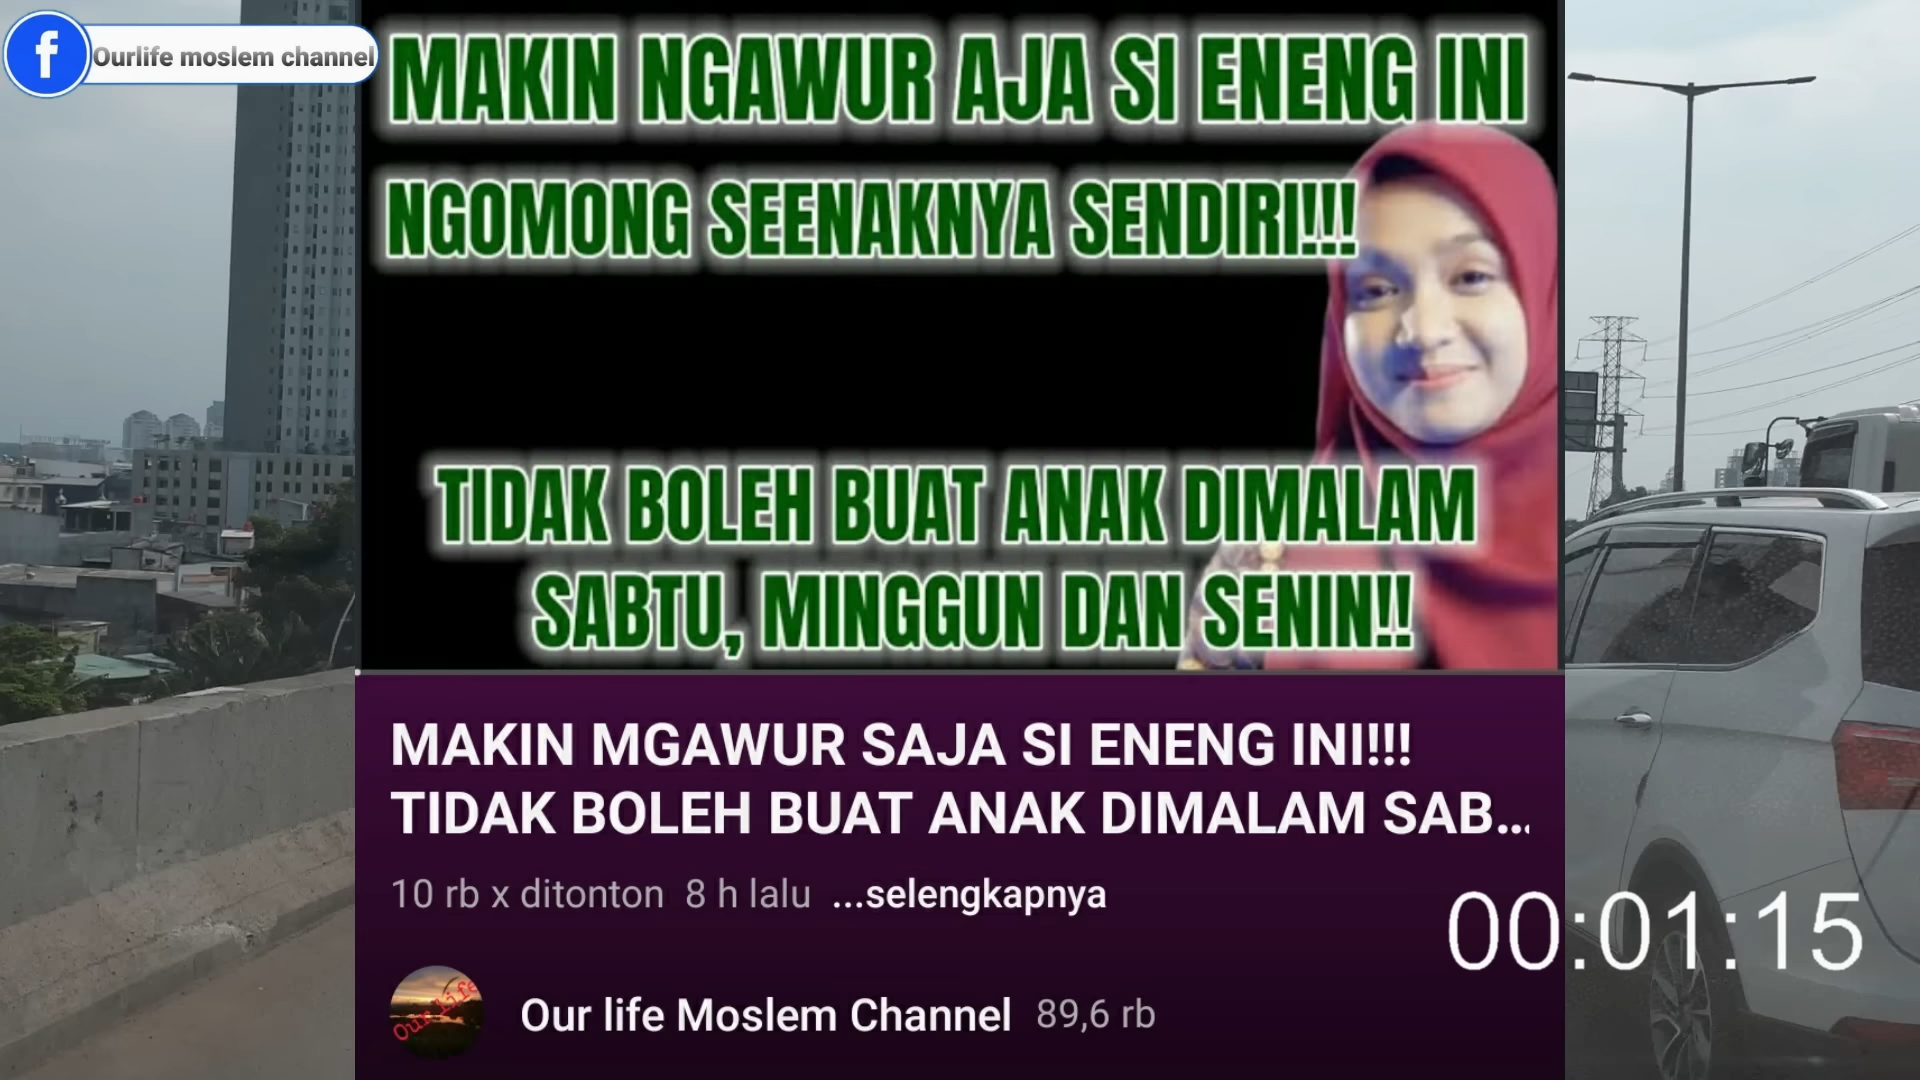 Ourlife moslem channel
MAKIN NGAWUR AJA SI ENENG INI
NGOMONG SEENAKNYA SENDIRI!!!
TIDAK BOLEH BUAT ANAK DIMALAM
SABTU, MINGGUN DAN SENIN!!
MAKIN MGAWUR SAJA SI ENENG INI!!!
TIDAK BOLEH BUAT ANAK DIMALAM SAB...
10 rb x ditonton 8 h lalu ...selengkapnya
00:01:15
Our life
Our life Moslem Channel 89,6 rb